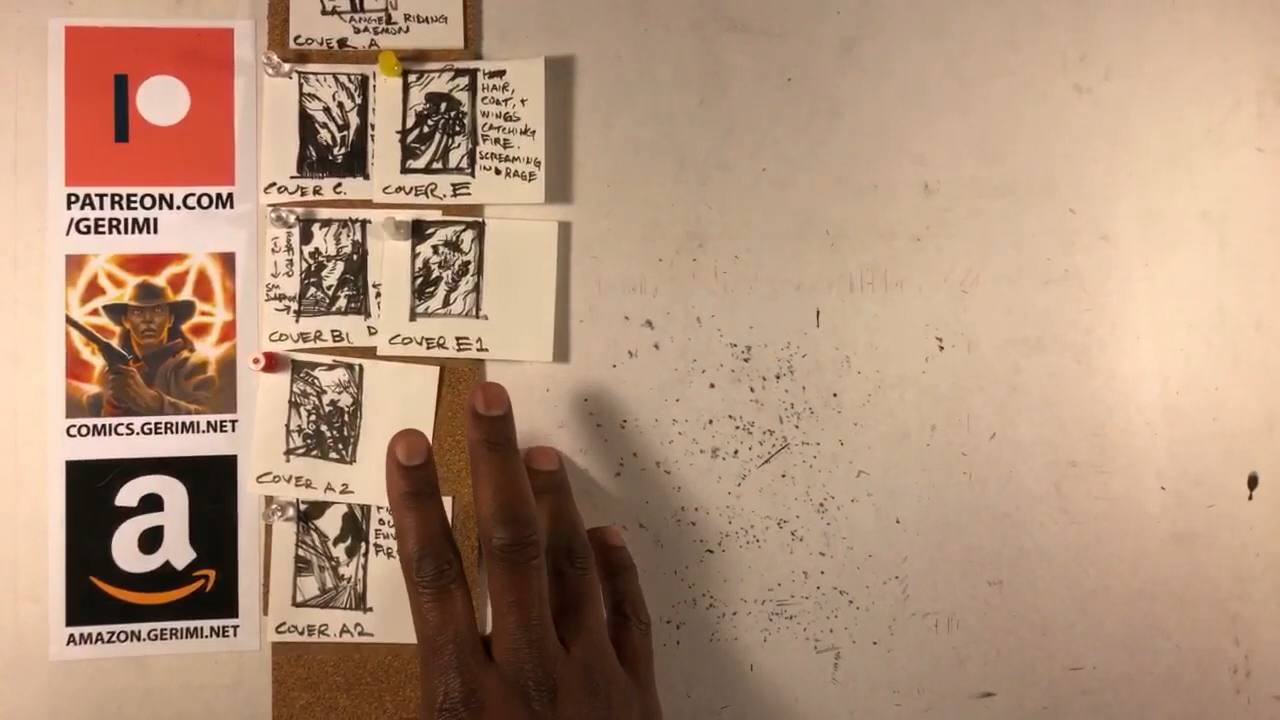 PATREON.COM
/GERIMI
COMICS.GERIMI.NET
a
AMAZON.GERIMI.NET
ANGEL RIDING
DAEMON
COVER.A
COVER C.
HAIR,
COAT, +
WINGS
CATCHING
FIRE.
SCREAMING
IN RAGE
COVER.E
COVER B1.
D
COVER.E1
COVER A2
COVER.A2